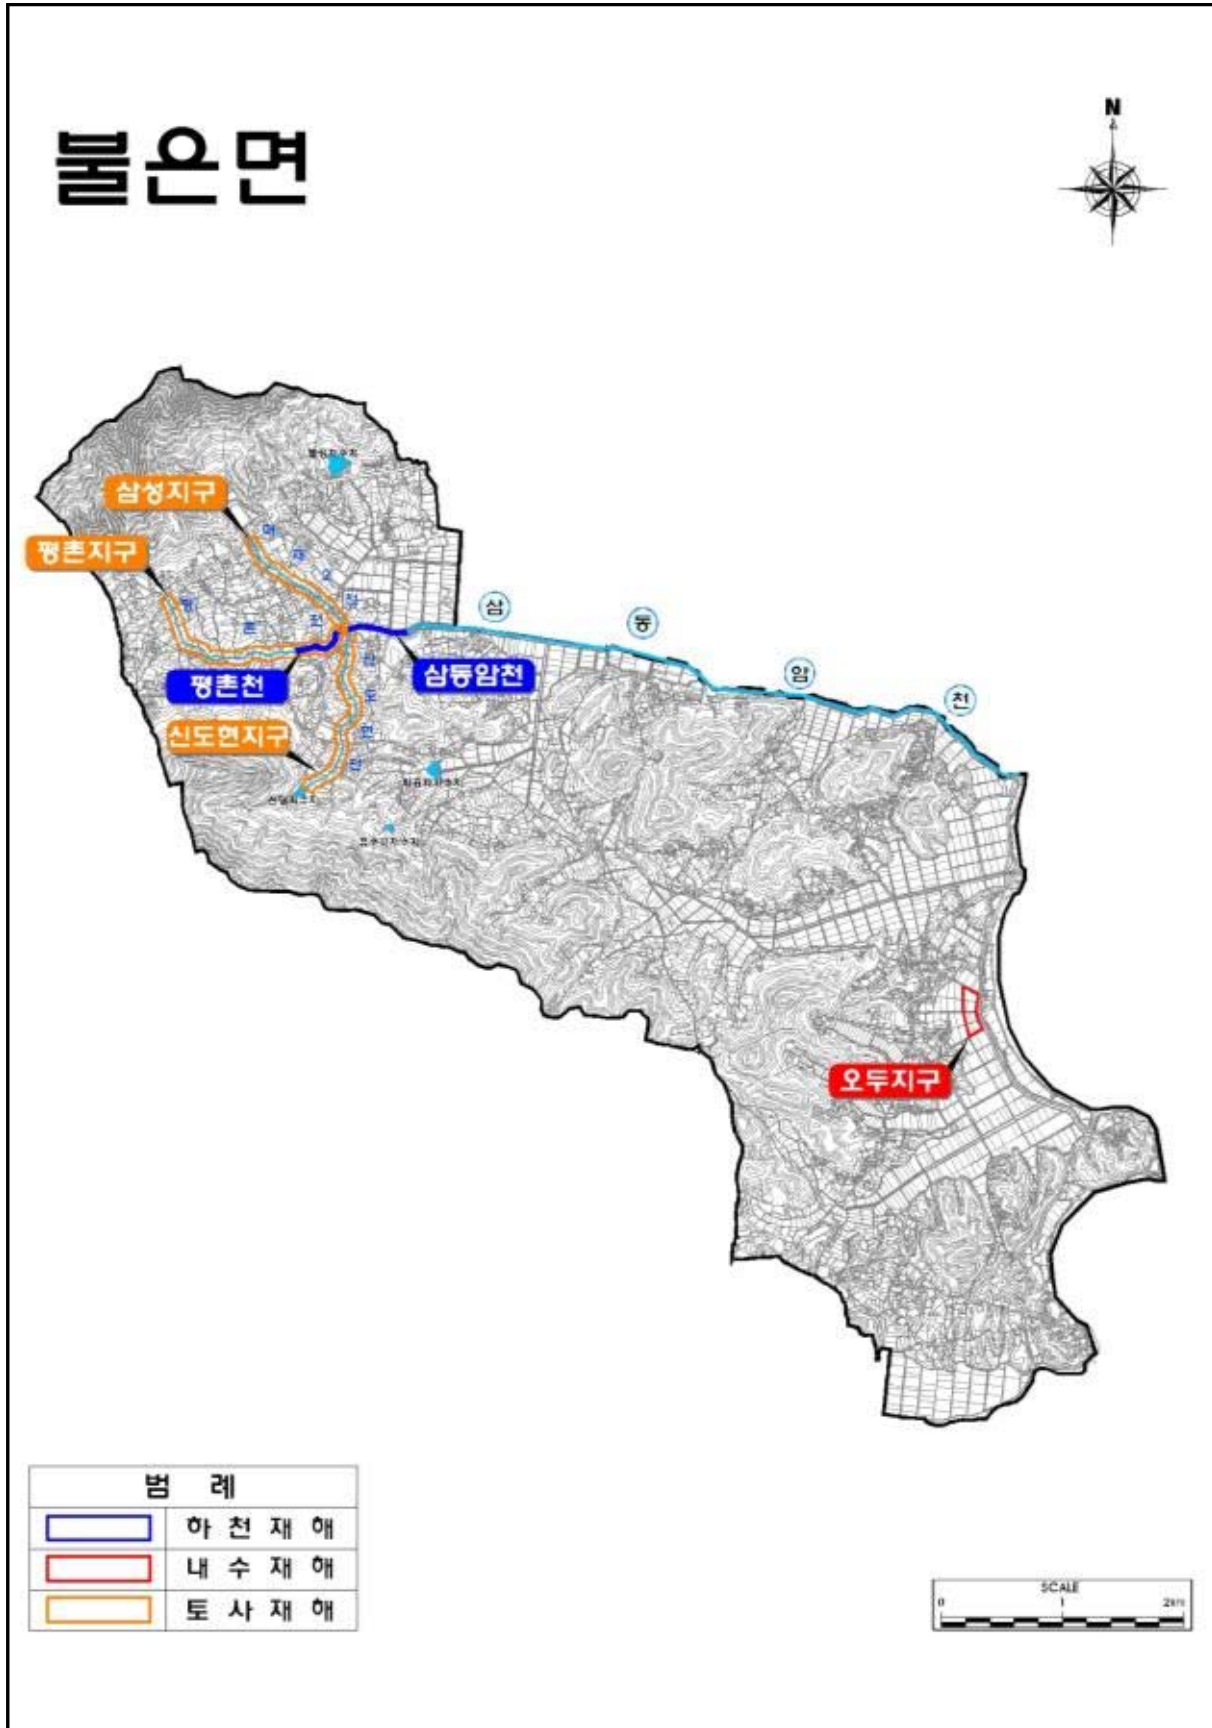 불은면
N
삼성지구
평촌지구
평촌천
삼동암천
신도현지구
삼
동
암
천
오두지구
범 례
하 천 재 해
내 수 재 해
토 사 재 해
SCALE
0 1 2km